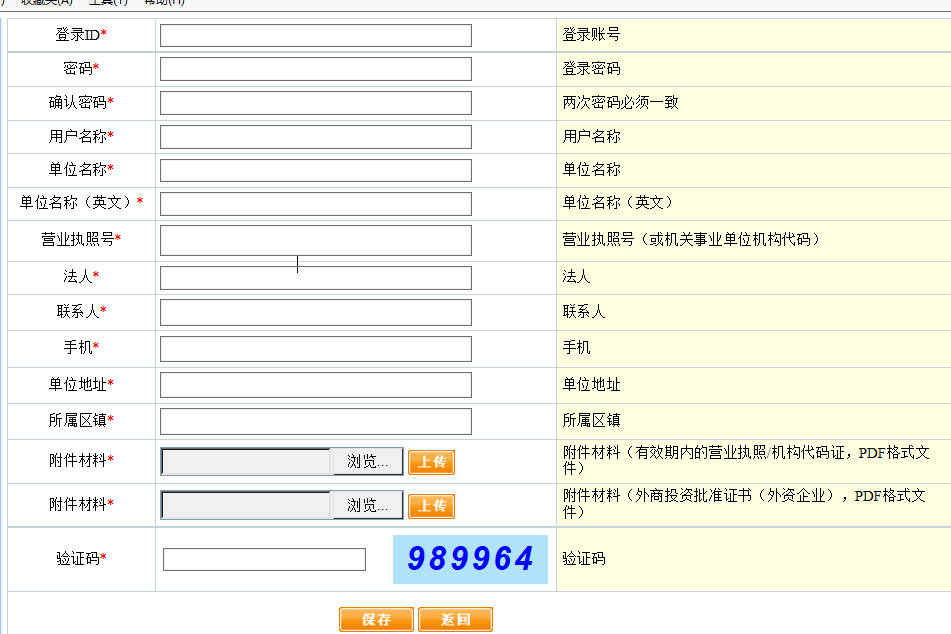 收藏夹(A) 工具(T) 帮助(H)
登录ID* 登录账号
密码* 登录密码
确认密码* 两次密码必须一致
用户名称* 用户名称
单位名称* 单位名称
单位名称（英文）* 单位名称（英文）
营业执照号* 营业执照号（或机关事业单位机构代码）
法人* 法人
联系人* 联系人
手机* 手机
单位地址* 单位地址
所属区镇* 所属区镇
附件材料* 浏览... 上传 附件材料（有效期内的营业执照/机构代码证，PDF格式文
件）
附件材料* 浏览... 上传 附件材料（外商投资批准证书（外资企业），PDF格式文
件）
验证码* 989964 验证码
保存 返回